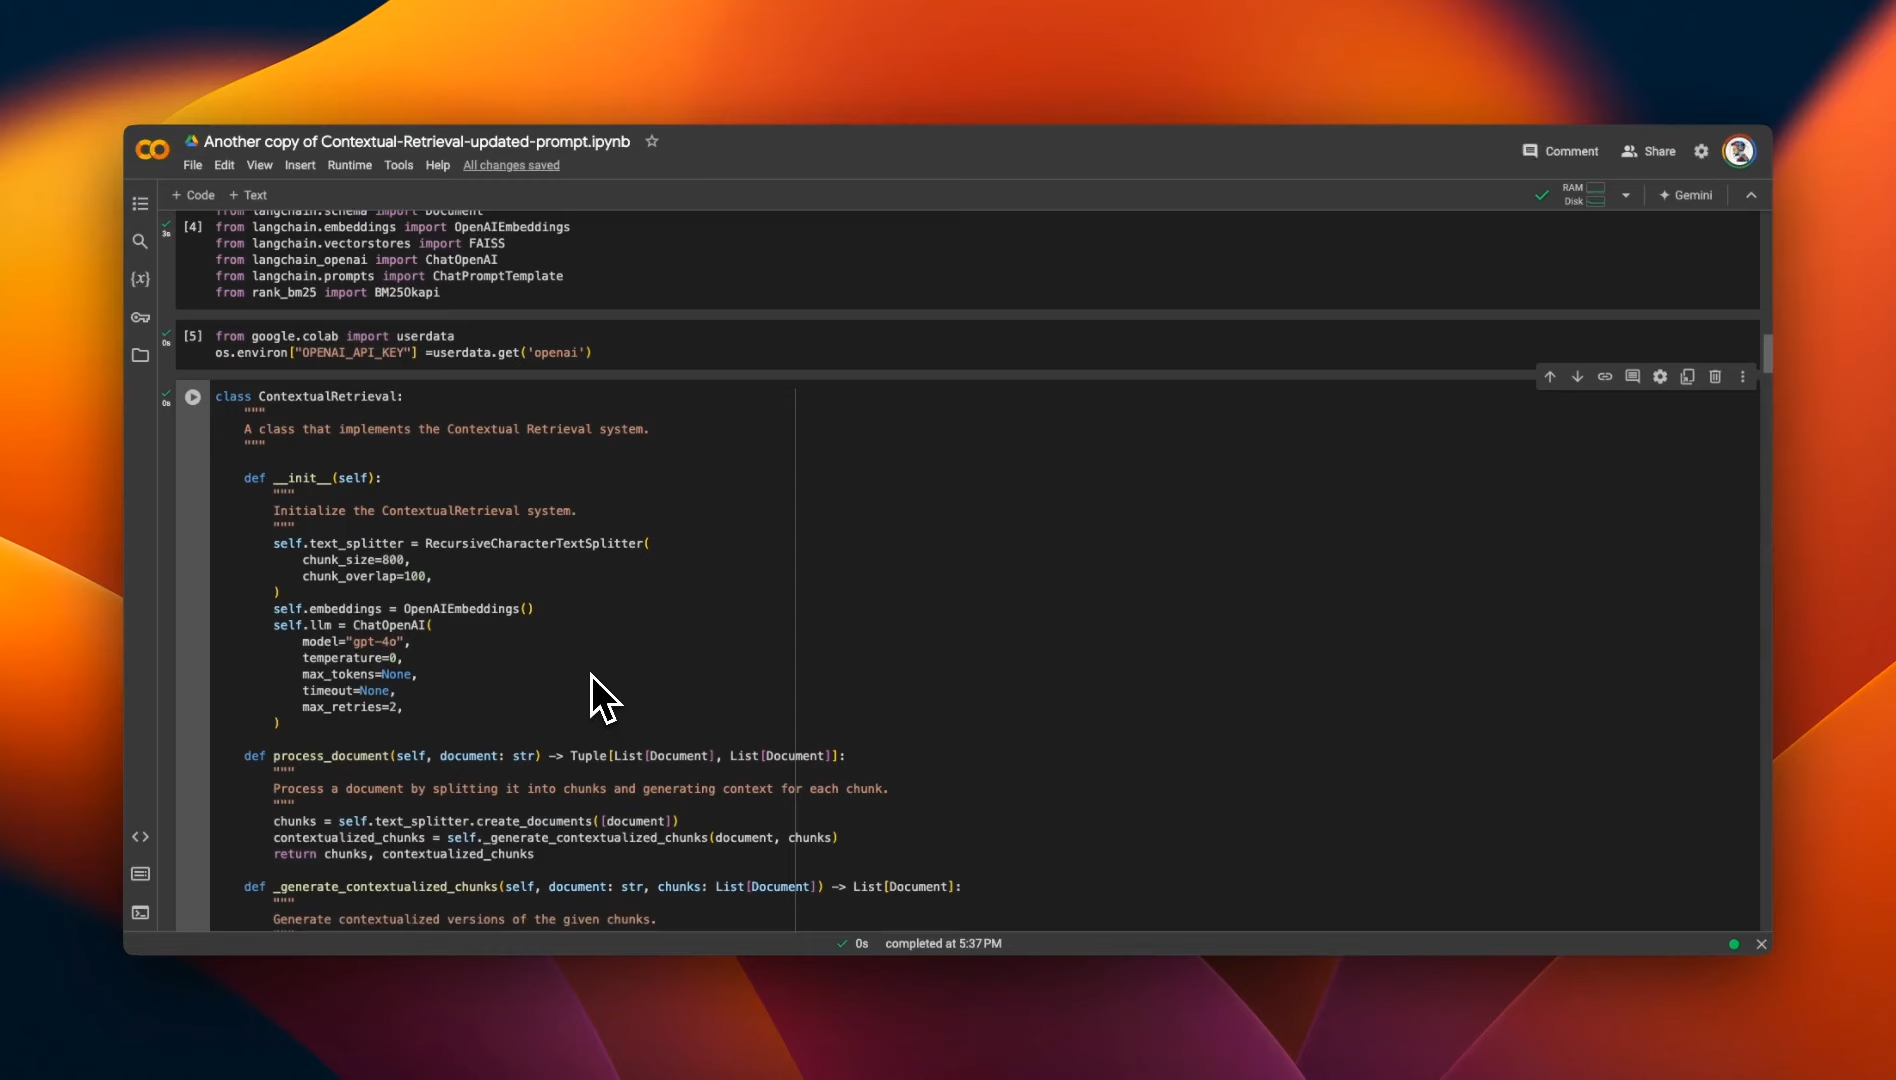 Another copy of Contextual-Retrieval-updated-prompt.ipynb
File Edit View Insert Runtime Tools Help All changes saved
Comment Share
+ Code + Text
RAM
Disk
Gemini
from langchain.schema import Document
3s
[4] from langchain.embeddings import OpenAIEmbeddings
from langchain.vectorstores import FAISS
from langchain_openai import ChatOpenAI
from langchain.prompts import ChatPromptTemplate
from rank_bm25 import BM25Okapi
0s
[5] from google.colab import userdata
os.environ["OPENAI_API_KEY"] =userdata.get('openai')
0s
class ContextualRetrieval:
"""
A class that implements the Contextual Retrieval system.
"""
def __init__(self):
"""
Initialize the ContextualRetrieval system.
"""
self.text_splitter = RecursiveCharacterTextSplitter(
chunk_size=800,
chunk_overlap=100,
)
self.embeddings = OpenAIEmbeddings()
self.llm = ChatOpenAI(
model="gpt-4o",
temperature=0,
max_tokens=None,
timeout=None,
max_retries=2,
)
def process_document(self, document: str) -> Tuple[List[Document], List[Document]]:
"""
Process a document by splitting it into chunks and generating context for each chunk.
"""
chunks = self.text_splitter.create_documents([document])
contextualized_chunks = self._generate_contextualized_chunks(document, chunks)
return chunks, contextualized_chunks
def _generate_contextualized_chunks(self, document: str, chunks: List[Document]) -> List[Document]:
"""
Generate contextualized versions of the given chunks.
0s completed at 5:37 PM